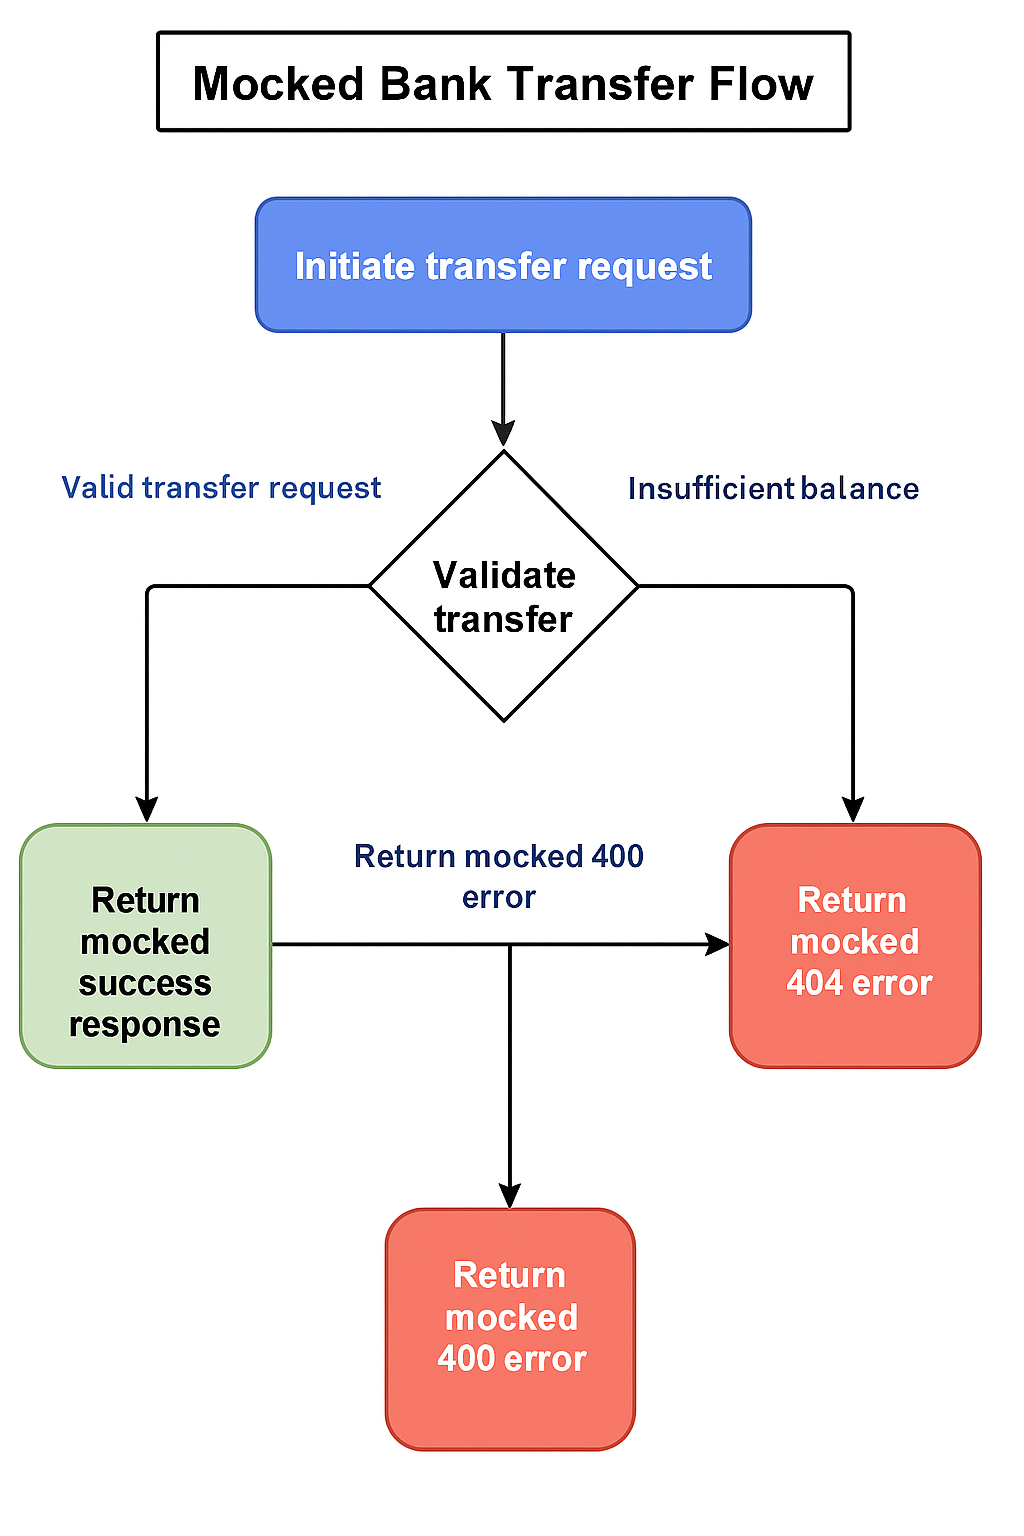 Mocked Bank Transfer Flow
Initiate transfer request
Valid transfer request
Insufficient balance
Validate
transfer
Return mocked 400
error
Return
mocked
success
response
Return
mocked
404 error
Return
mocked
400 error